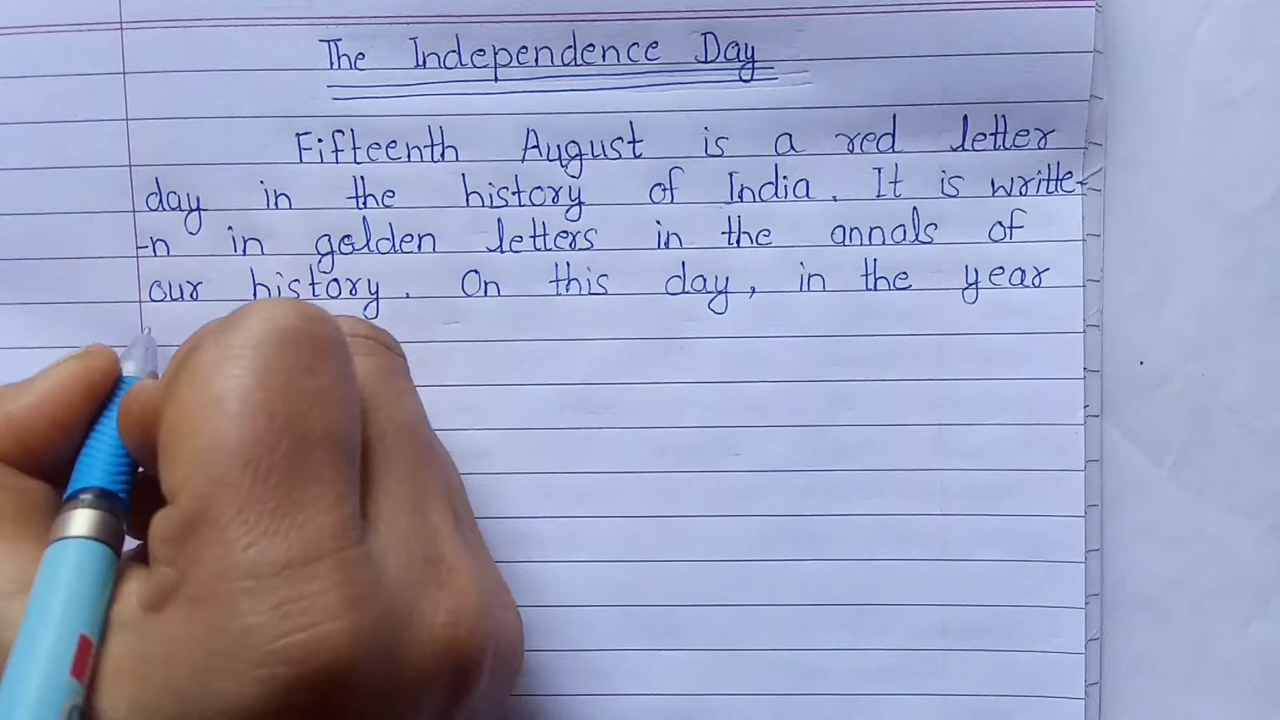 The Independence Day
Fifteenth August is a red letter
day in the history of India. It is writte-
-n in golden letters in the annals of
our history. On this day, in the year